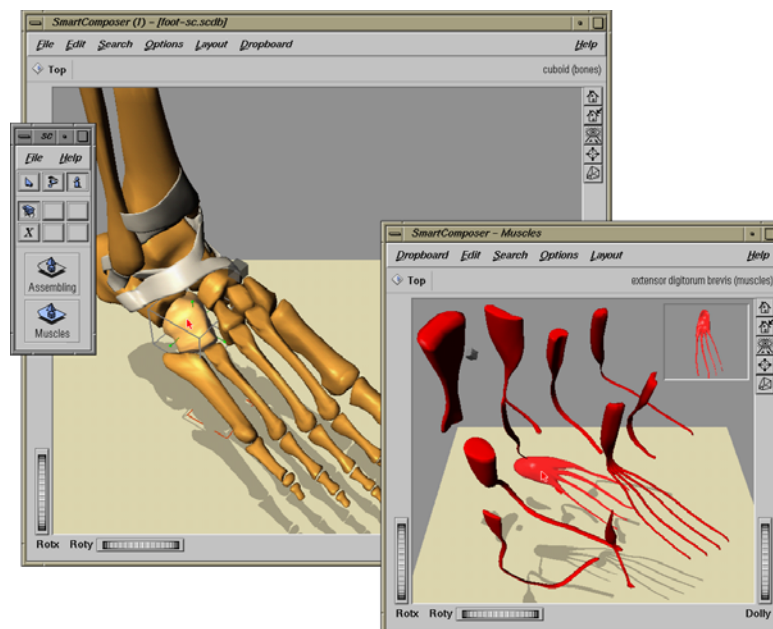 SmartComposer (1) - [foot-sc.scdb]
File Edit Search Options Layout Dropboard Help
Top cuboid (bones)
sc
File Help
X
Assembling
Muscles
Rotx Roty
SmartComposer - Muscles
Dropboard Edit Search Options Layout Help
Top extensor digitorum brevis (muscles)
Rotx Roty Dolly